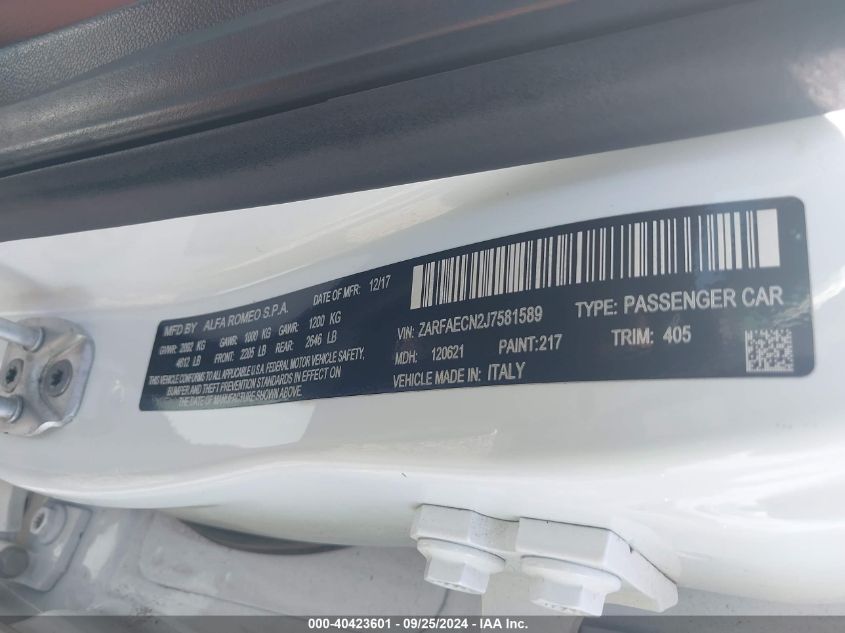 MFD BY ALFA ROMEO S.P.A. DATE OF MFR: 12/17
GVWR: 2092 KG GAWR: 1000 KG GAWR: 1200 KG
4612 LB FRONT: 2205 LB REAR: 2646 LB
THIS VEHICLE CONFORMS TO ALL APPLICABLE U.S.A. FEDERAL MOTOR VEHICLE SAFETY,
BUMPER AND THEFT PREVENTION STANDARDS IN EFFECT ON
THE DATE OF MANUFACTURE SHOWN ABOVE.
VIN: ZARFAECN2J7581589 TYPE: PASSENGER CAR
MDH: 120621 PAINT: 217 TRIM: 405
VEHICLE MADE IN: ITALY
000-40423601 - 09/25/2024 - IAA Inc.